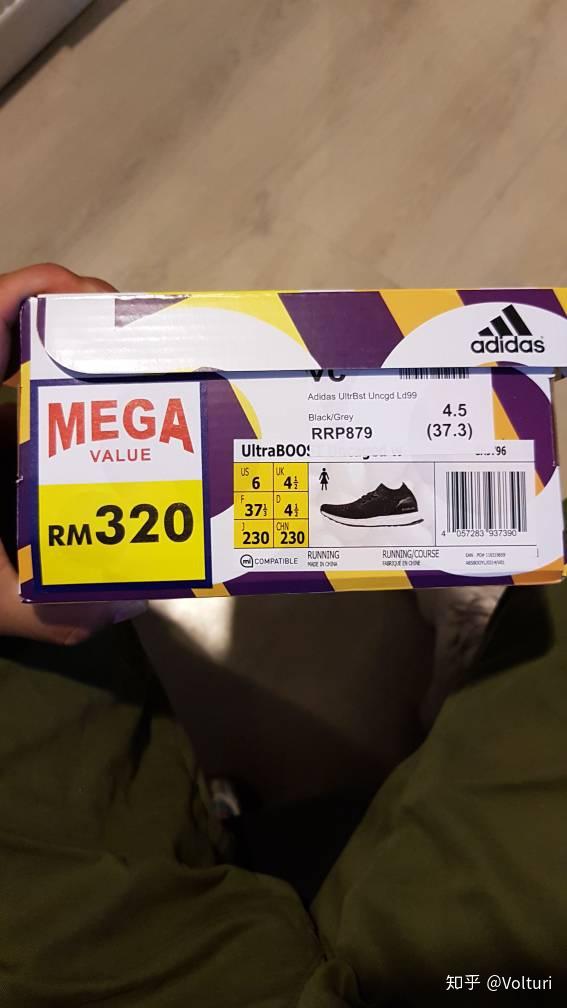 adidas
MEGA
VALUE
RM320
Adidas UltrBst Uncgd Ld99
Black/Grey
4.5
RRP879
(37.3)
UltraBOOS
US
6
UK
4½
F
37⅓
D
4½
J
230
CHN
230
mi COMPATIBLE
RUNNING
MADE IN CHINA
RUNNING/COURSE
FABRIQUÉ EN CHINE
4 057283 937390
知乎 @Volturi